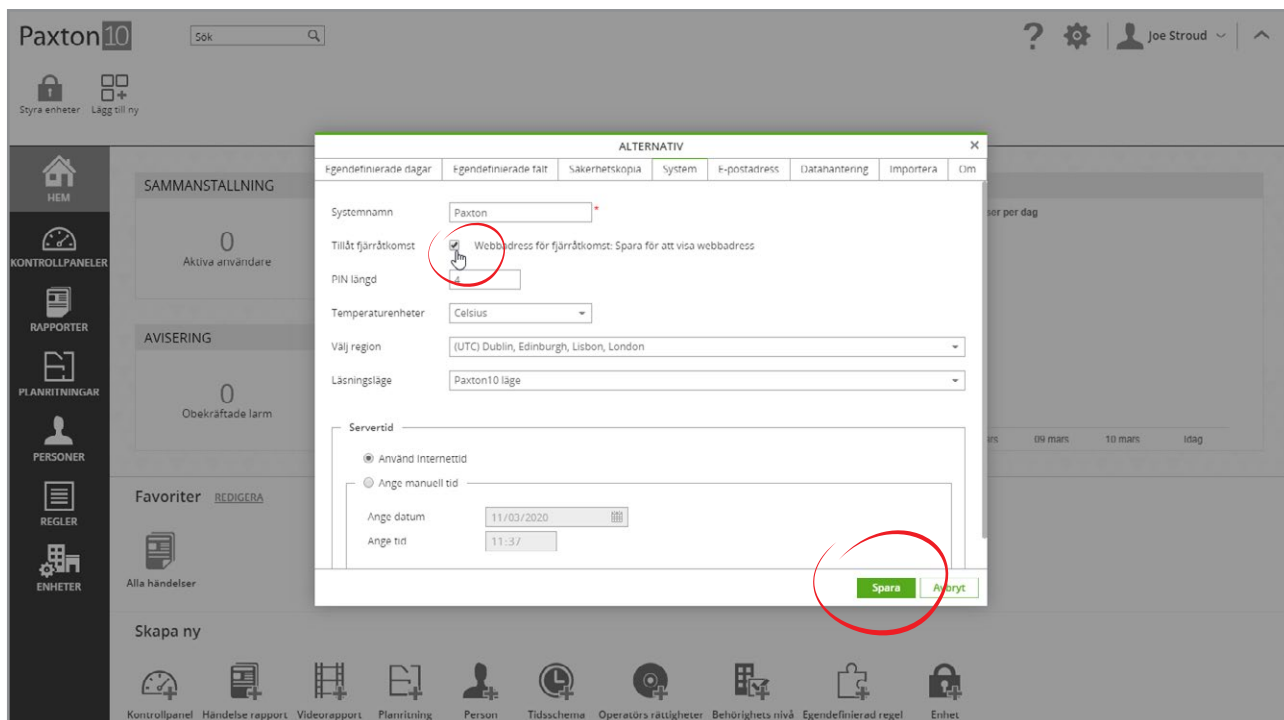 Paxton10
Sök
Joe Stroud
Styra enheter
Lägg till ny
HEM
KONTROLLPANELER
RAPPORTER
PLANRITNINGAR
PERSONER
REGLER
ENHETER
SAMMANSTALLNING
0
Aktiva användare
AVISERING
0
Obekräftade larm
ser per dag
09 mars
10 mars
Idag
ALTERNATIV
Egendefinierade dagar
Egendefinierade fält
Säkerhetskopia
System
E-postadress
Datahantering
Importera
Om
Systemnamn
Paxton
*
Tillåt fjärråtkomst
Webbadress för fjärråtkomst: Spara för att visa webbadress
PIN längd
4
Temperaturenheter
Celsius
Välj region
(UTC) Dublin, Edinburgh, Lisbon, London
Läsningsläge
Paxton10 läge
Servertid
Använd Internettid
Ange manuell tid
Ange datum
11/03/2020
Ange tid
11:37
Spara
Avbryt
Favoriter
REDIGERA
Alla händelser
Skapa ny
Kontrollpanel
Händelse rapport
Videorapport
Planritning
Person
Tidsschema
Operatörs rättigheter
Behörighets nivå
Egendefinierad regel
Enhet